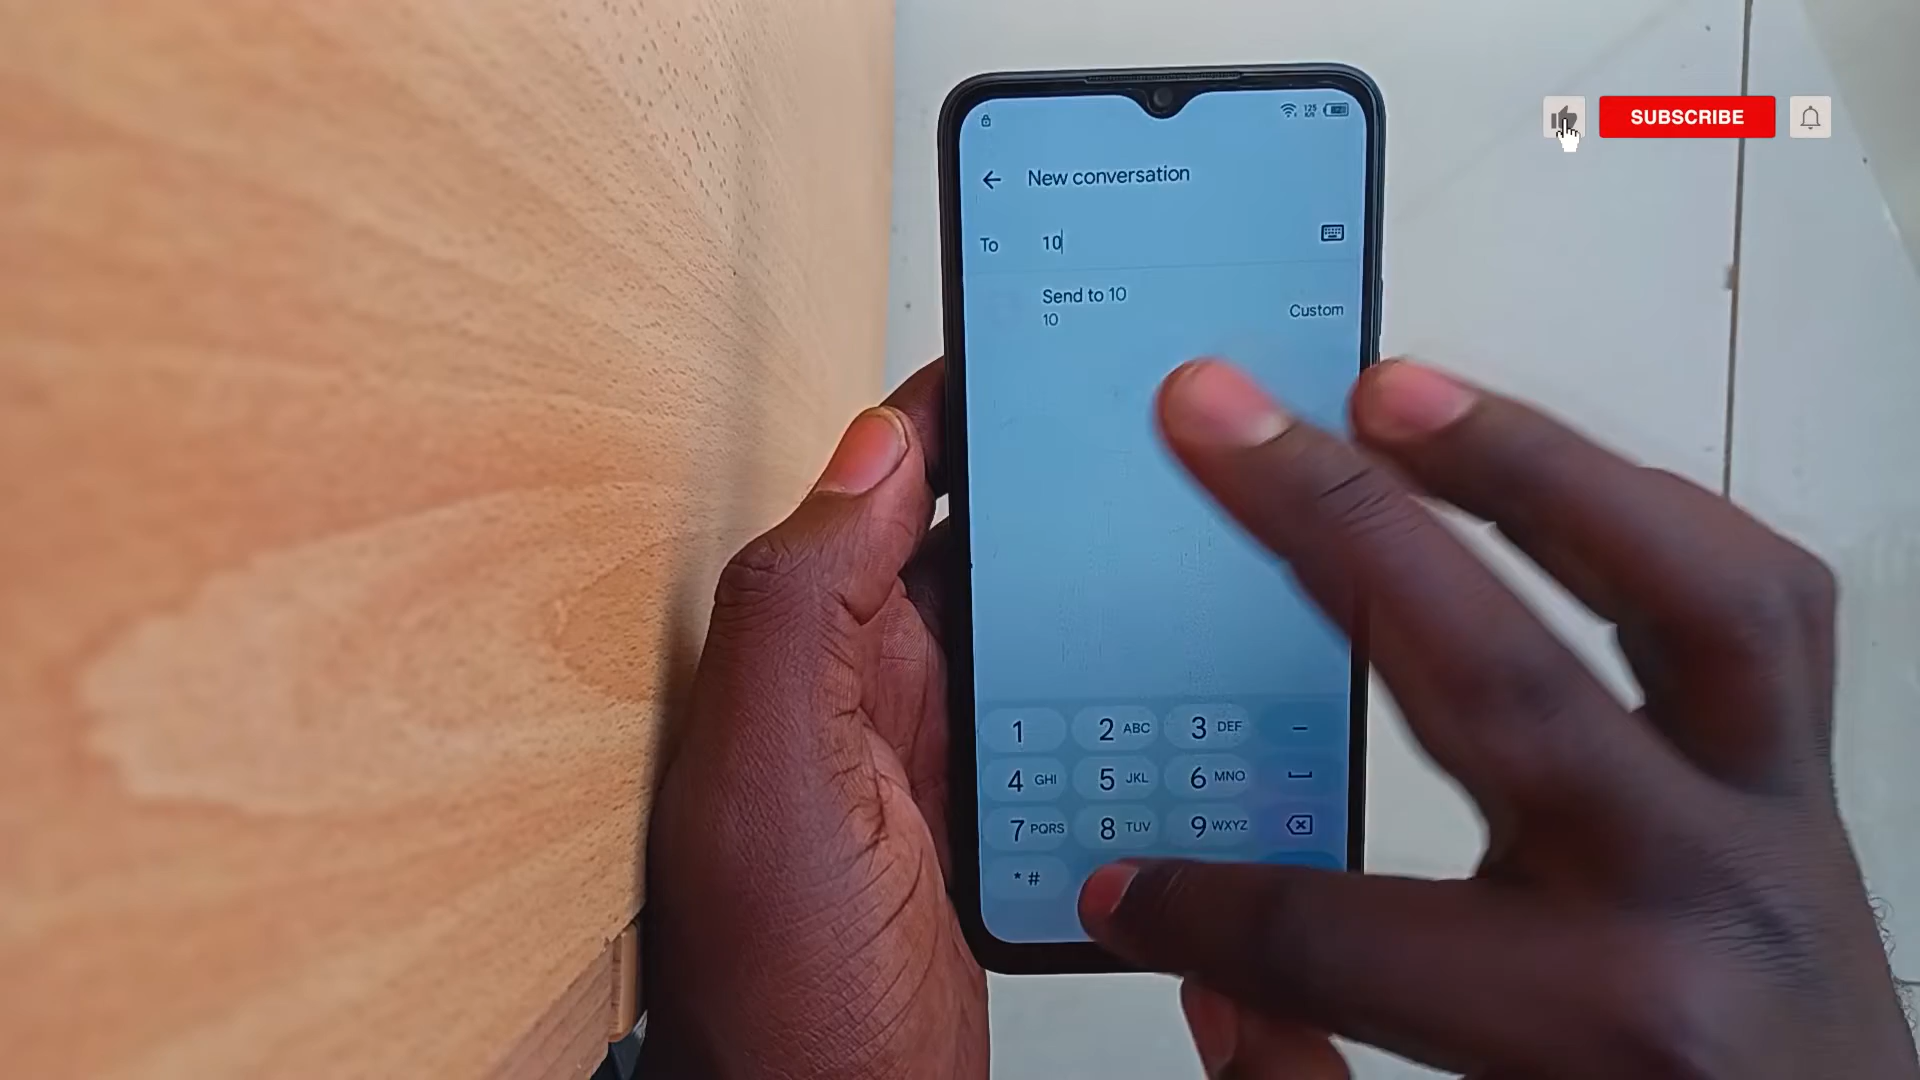 SUBSCRIBE
New conversation
To 10
Send to 10
10
Custom
1 2 ABC 3 DEF –
4 GHI 5 JKL 6 MNO
7 PQRS 8 TUV 9 WXYZ
* #